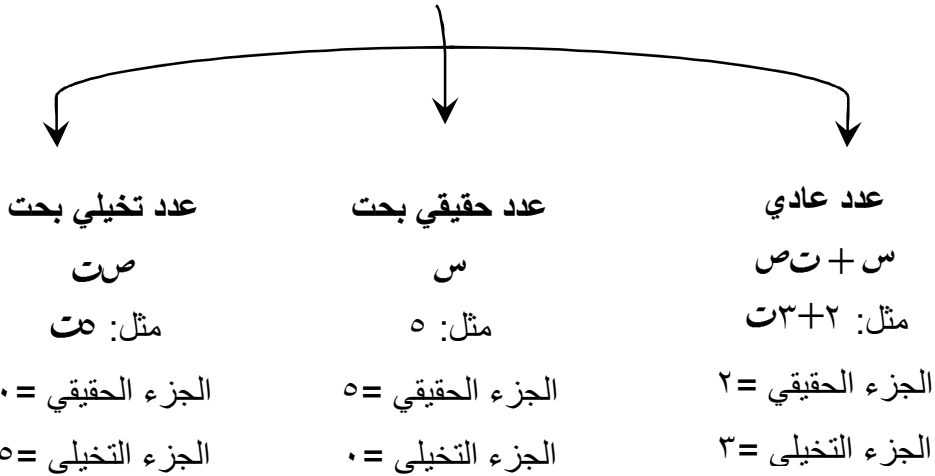 عدد عادي
س + ت ص
مثل: ٢+٣ت
الجزء الحقيقي =٢
الجزء التخيلي =٣
عدد حقيقي بحت
س
مثل: ٥
الجزء الحقيقي =٥
الجزء التخيلي =٠
عدد تخيلي بحت
ص ت
مثل: ٥ت
الجزء الحقيقي =٠
الجزء التخيلي =٥